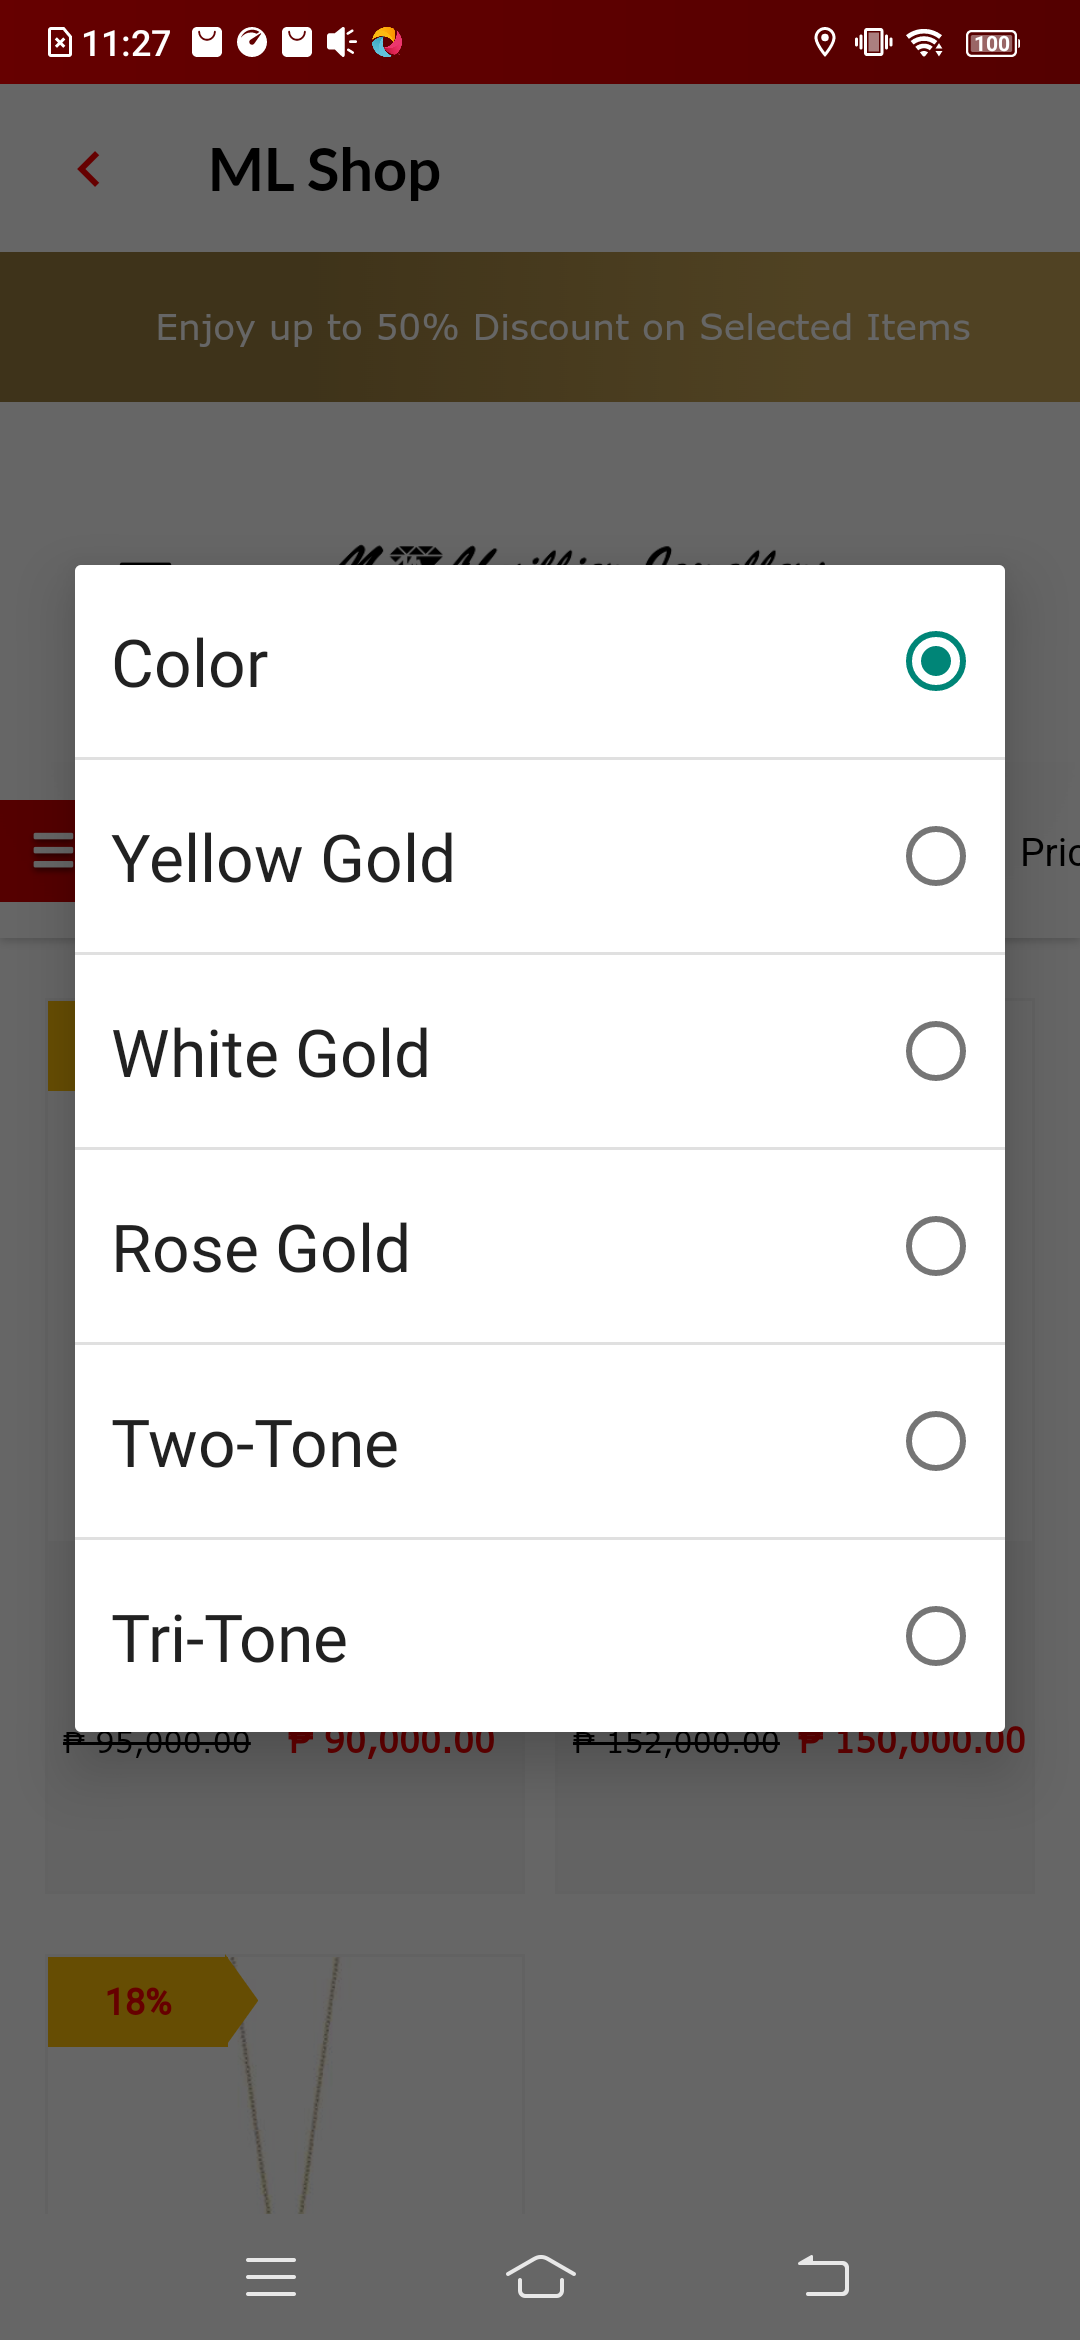 11:27
100
ML Shop
Enjoy up to 50% Discount on Selected Items
Color
Yellow Gold
Pric
White Gold
Rose Gold
Two-Tone
Tri-Tone
₱ 95,000.00 ₱ 90,000.00 ₱ 152,000.00 ₱ 150,000.00
18%